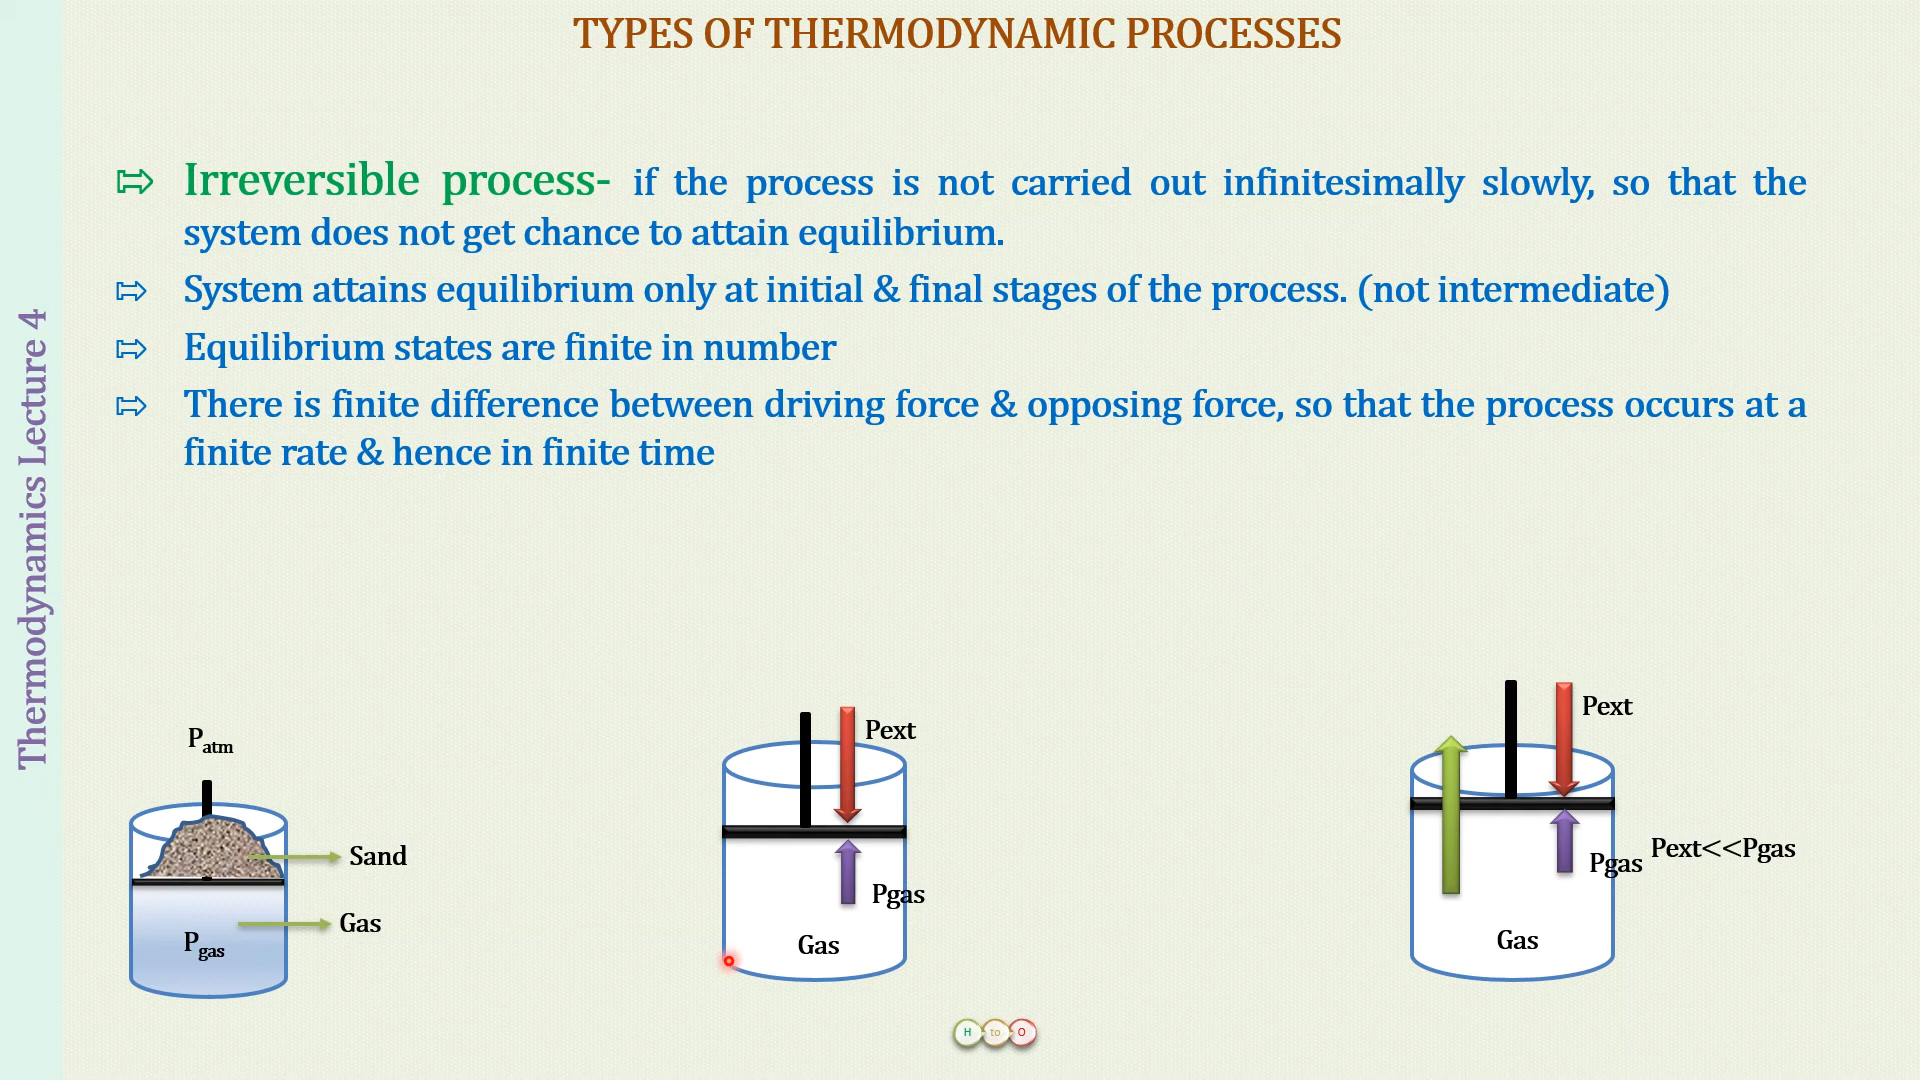 TYPES OF THERMODYNAMIC PROCESSES
Thermodynamics Lecture 4
Irreversible process- if the process is not carried out infinitesimally slowly, so that the
system does not get chance to attain equilibrium.
System attains equilibrium only at initial & final stages of the process. (not intermediate)
Equilibrium states are finite in number
There is finite difference between driving force & opposing force, so that the process occurs at a
finite rate & hence in finite time
Patm
Sand
Gas
Pgas
Pext
Pgas
Gas
Pext
Pgas
Pext<<Pgas
Gas
H to O